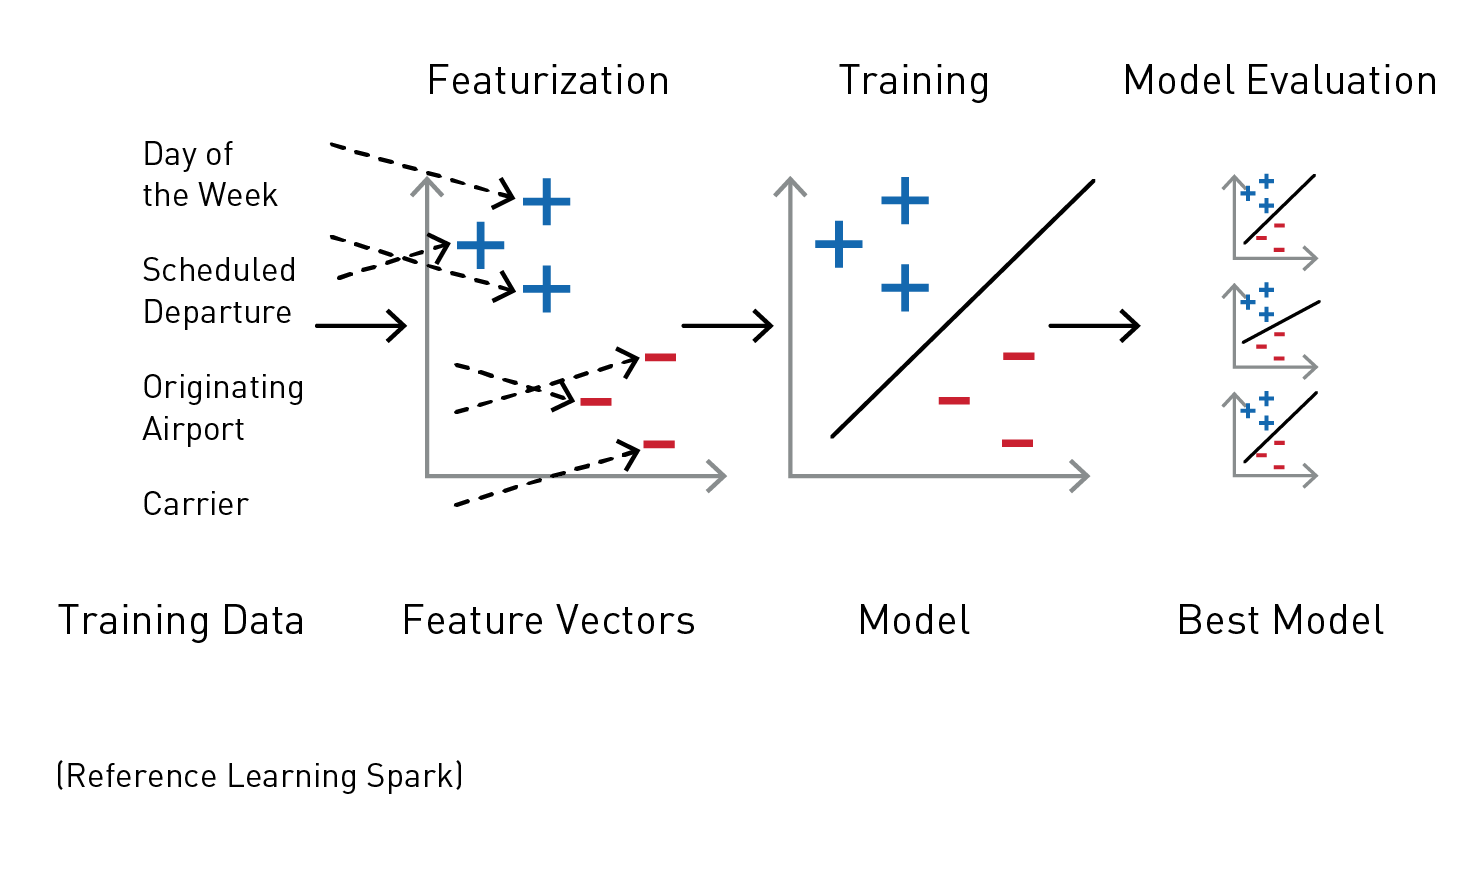 Featurization
Training
Model Evaluation
Day of
the Week
Scheduled
Departure
Originating
Airport
Carrier
Training Data
Feature Vectors
Model
Best Model
(Reference Learning Spark)